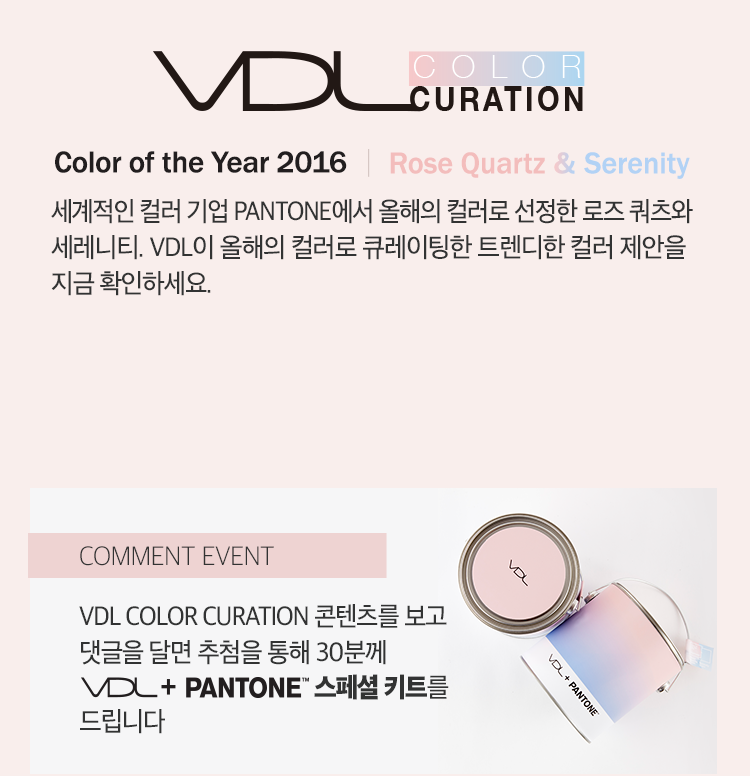 VDL COLOR
CURATION
Color of the Year 2016 | Rose Quartz & Serenity
세계적인 컬러 기업 PANTONE에서 올해의 컬러로 선정한 로즈 쿼츠와
세레니티. VDL이 올해의 컬러로 큐레이팅한 트렌디한 컬러 제안을
지금 확인하세요.
COMMENT EVENT
VDL COLOR CURATION 콘텐츠를 보고
댓글을 달면 추첨을 통해 30분께
VDL + PANTONE™ 스페셜 키트를
드립니다
VDL
VDL + PANTONE